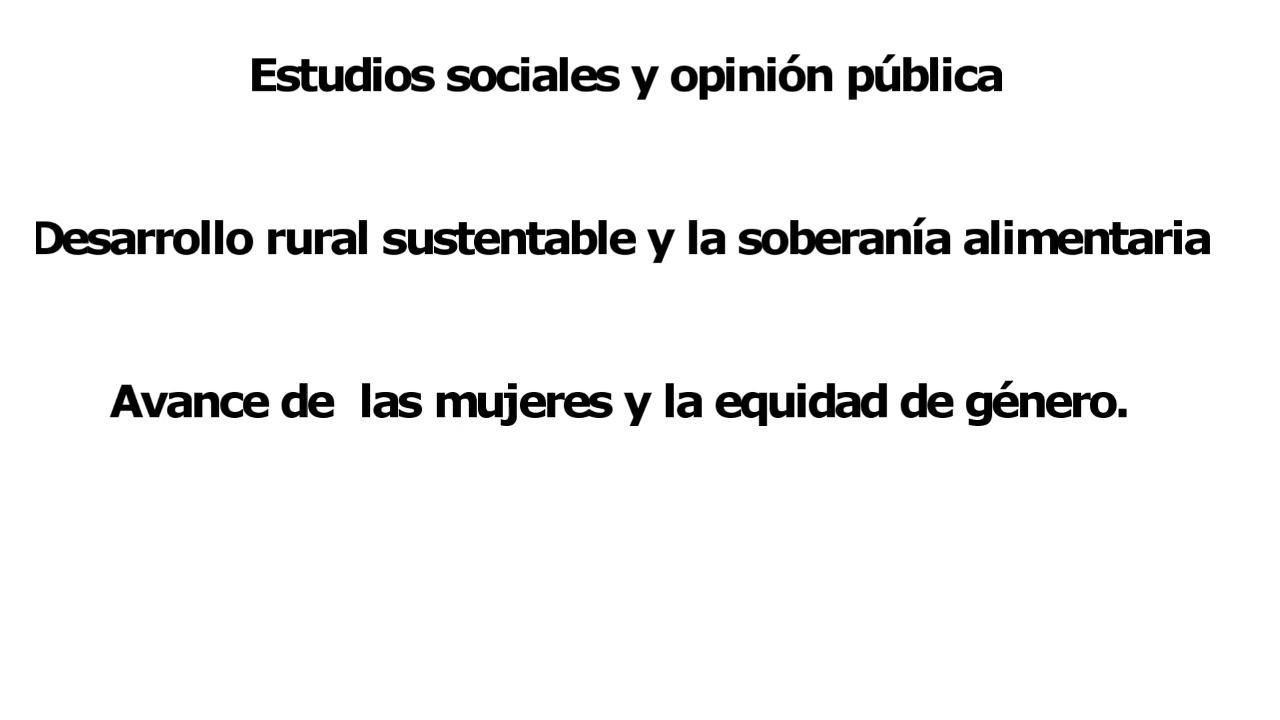 Estudios sociales y opinión pública
Desarrollo rural sustentable y la soberanía alimentaria
Avance de  las mujeres y la equidad de género.